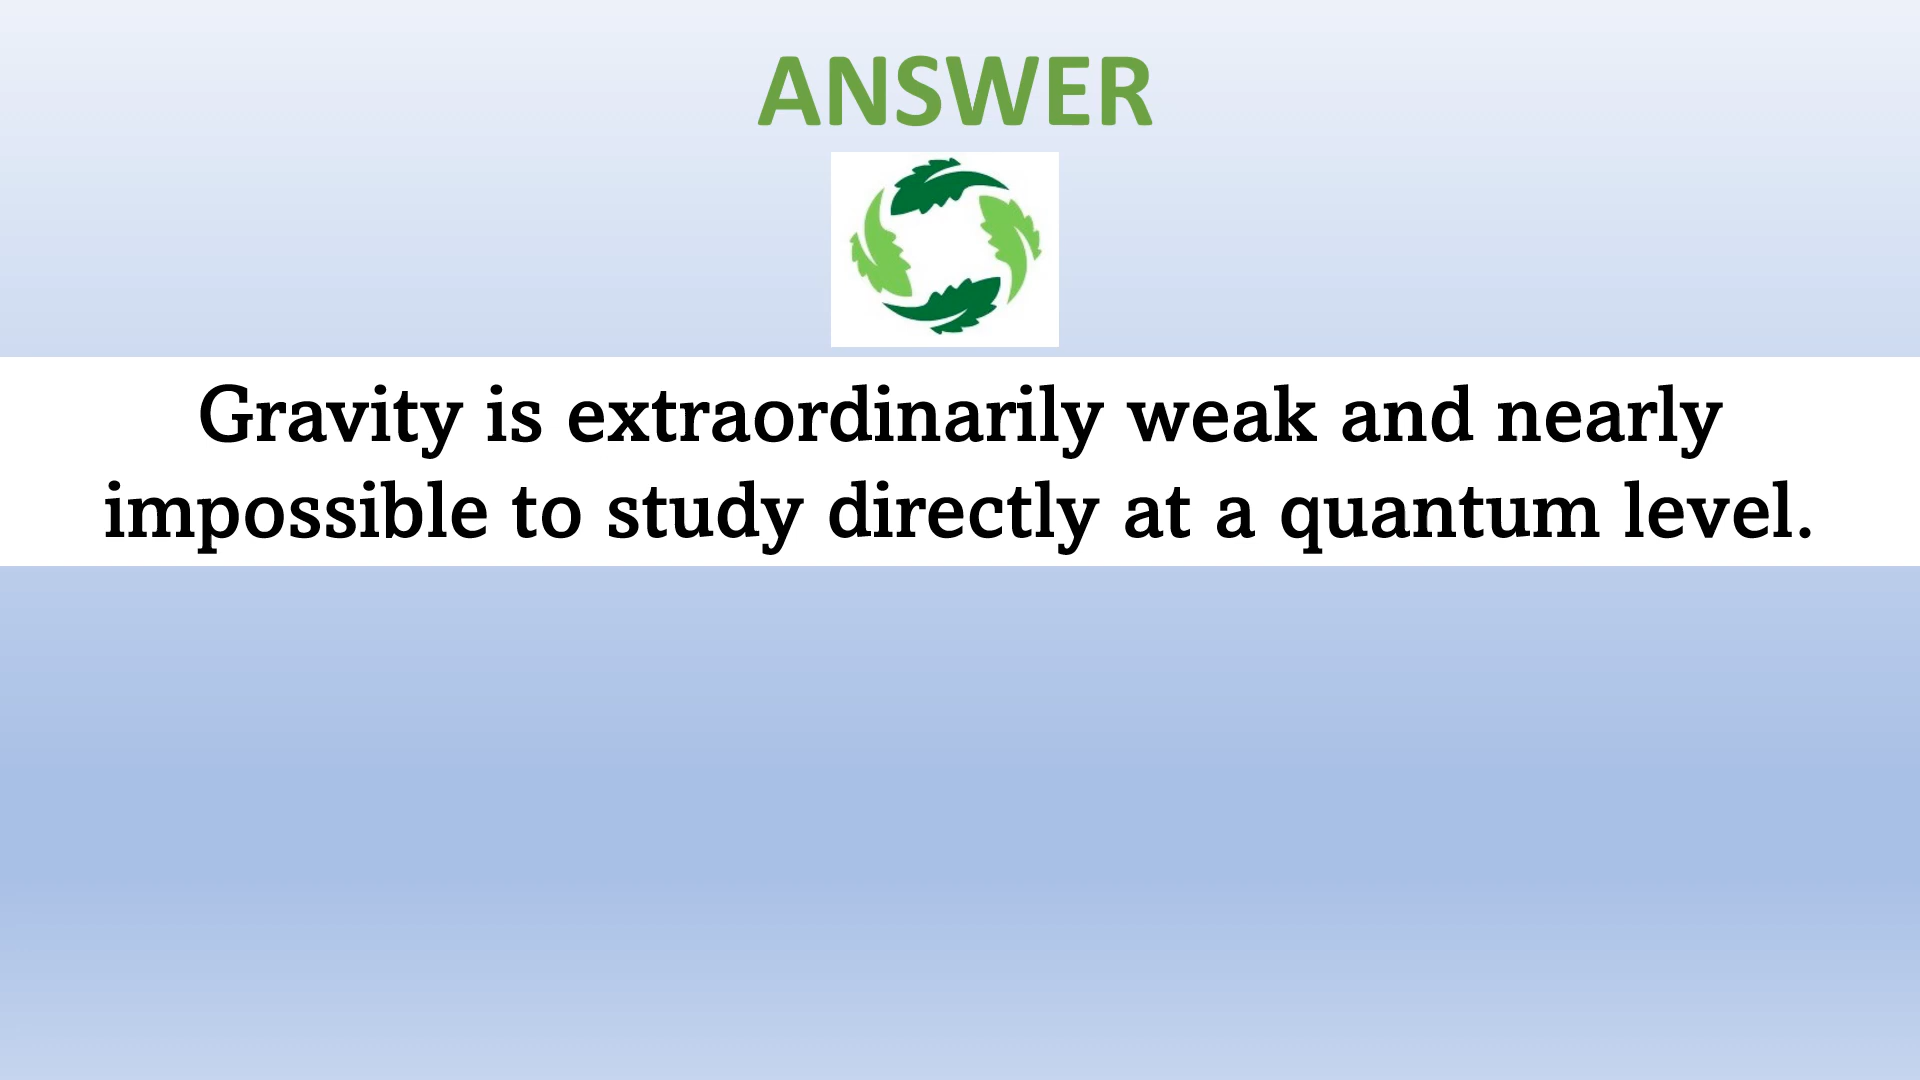 ANSWER
Gravity is extraordinarily weak and nearly
impossible to study directly at a quantum level.